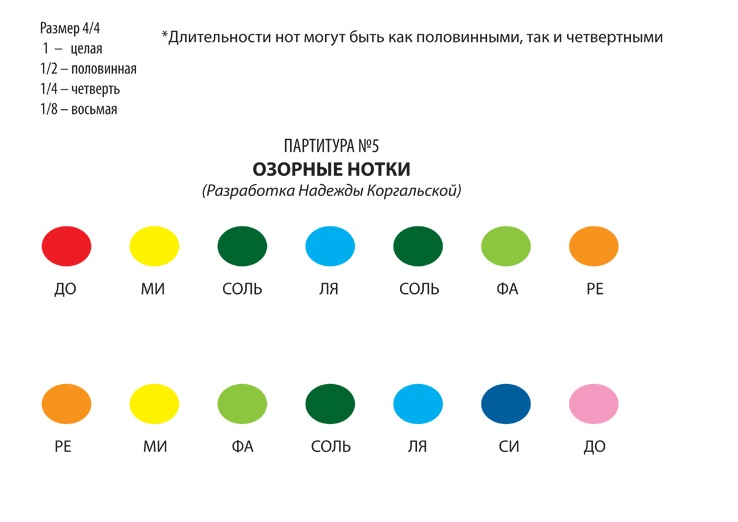 Размер 4/4
1 – целая
1/2 – половинная
1/4 – четверть
1/8 – восьмая
*Длительности нот могут быть как половинными, так и четвертными
ПАРТИТУРА №5
ОЗОРНЫЕ НОТКИ
(Разработка Надежды Коргальской)
ДО МИ СОЛЬ ЛЯ СОЛЬ ФА РЕ
РЕ МИ ФА СОЛЬ ЛЯ СИ ДО